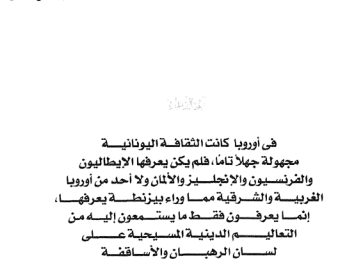 فى أوروبا كانت الثقافة اليونانية
مجهولة جهلاً تامًا، فلم يكن يعرفها الإيطاليون
والفرنسيون والإنجليز والألمان ولا أحد من أوروبا
الغربية والشرقية مما وراء بيزنطة يعرفها،
إنما يعرفون فقط ما يستمعون إليه من
التعاليم الدينية المسيحية على
لسان الرهبان والأساقفة